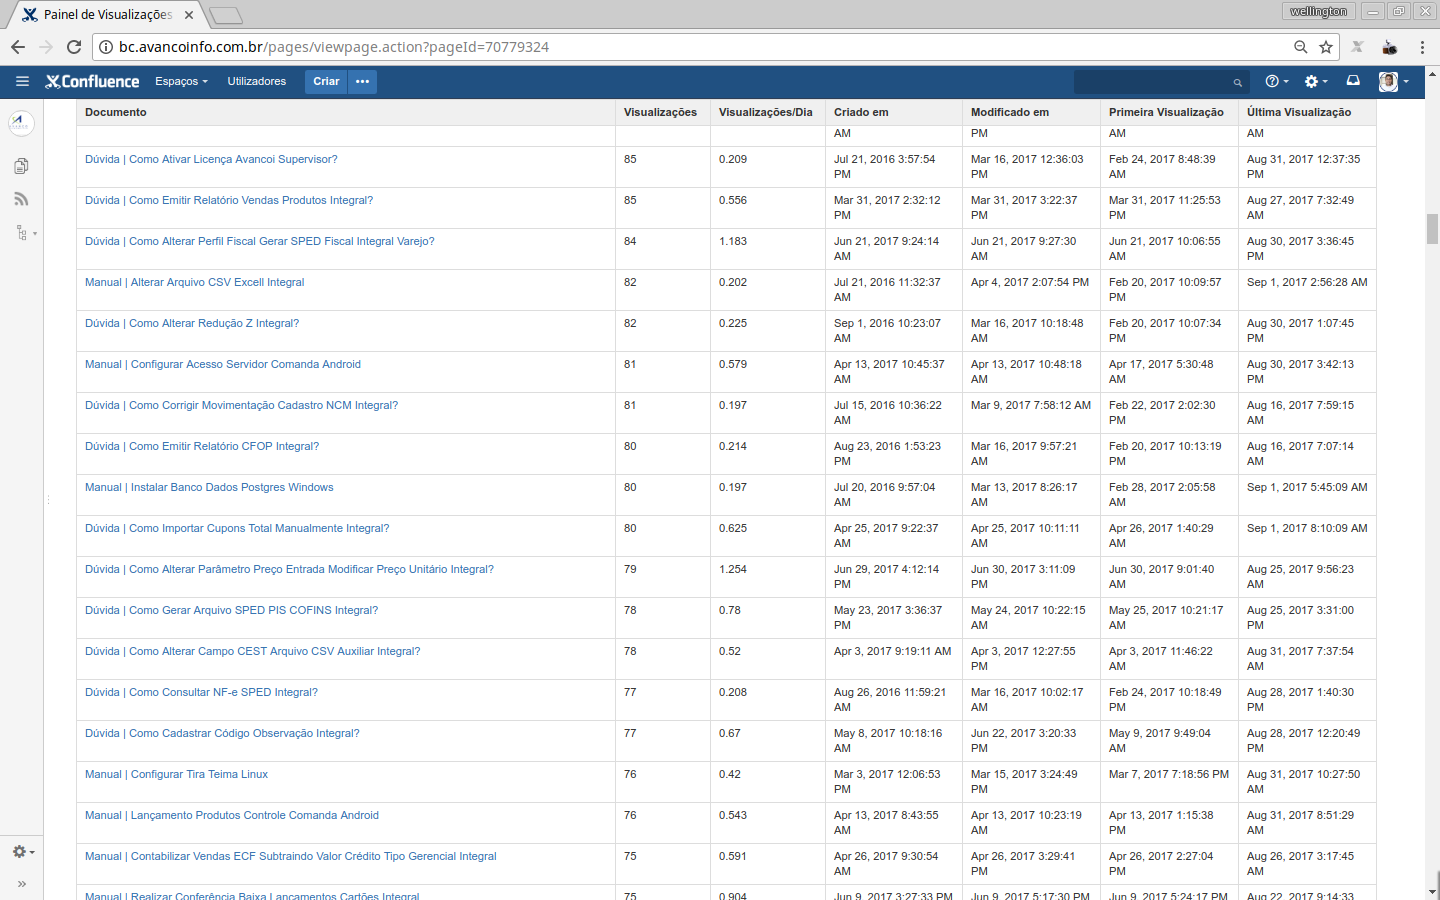 Painel de Visualizações
wellington
bc.avancoinfo.com.br/pages/viewpage.action?pageId=70779324
Confluence Espaços Utilizadores Criar •••
Documento Visualizações Visualizações/Dia Criado em Modificado em Primeira Visualização Última Visualização
AM PM AM AM
Dúvida | Como Ativar Licença Avancoi Supervisor? 85 0.209 Jul 21, 2016 3:57:54 Mar 16, 2017 12:36:03 Feb 24, 2017 8:48:39 Aug 31, 2017 12:37:35
PM PM AM PM
Dúvida | Como Emitir Relatório Vendas Produtos Integral? 85 0.556 Mar 31, 2017 2:32:12 Mar 31, 2017 3:22:37 Mar 31, 2017 11:25:53 Aug 27, 2017 7:32:49
PM PM PM AM
Dúvida | Como Alterar Perfil Fiscal Gerar SPED Fiscal Integral Varejo? 84 1.183 Jun 21, 2017 9:24:14 Jun 21, 2017 9:27:30 Jun 21, 2017 10:06:55 Aug 30, 2017 3:36:45
AM AM AM PM
Manual | Alterar Arquivo CSV Excell Integral 82 0.202 Jul 21, 2016 11:32:37 Apr 4, 2017 2:07:54 PM Feb 20, 2017 10:09:57 Sep 1, 2017 2:56:28 AM
AM PM
Dúvida | Como Alterar Redução Z Integral? 82 0.225 Sep 1, 2016 10:23:07 Mar 16, 2017 10:18:48 Feb 20, 2017 10:07:34 Aug 30, 2017 1:07:45
AM AM PM PM
Manual | Configurar Acesso Servidor Comanda Android 81 0.579 Apr 13, 2017 10:45:37 Apr 13, 2017 10:48:18 Apr 17, 2017 5:30:48 Aug 30, 2017 3:42:13
AM AM AM PM
Dúvida | Como Corrigir Movimentação Cadastro NCM Integral? 81 0.197 Jul 15, 2016 10:36:22 Mar 9, 2017 7:58:12 AM Feb 22, 2017 2:02:30 Aug 16, 2017 7:59:15
AM PM AM
Dúvida | Como Emitir Relatório CFOP Integral? 80 0.214 Aug 23, 2016 1:53:23 Mar 16, 2017 9:57:21 Feb 20, 2017 10:13:19 Aug 16, 2017 7:07:14
PM AM PM AM
Manual | Instalar Banco Dados Postgres Windows 80 0.197 Jul 20, 2016 9:57:04 Mar 13, 2017 8:26:17 Feb 28, 2017 2:05:58 Sep 1, 2017 5:45:09 AM
AM AM AM
Dúvida | Como Importar Cupons Total Manualmente Integral? 80 0.625 Apr 25, 2017 9:22:37 Apr 25, 2017 10:11:11 Apr 26, 2017 1:40:29 Sep 1, 2017 8:10:09 AM
AM AM AM
Dúvida | Como Alterar Parâmetro Preço Entrada Modificar Preço Unitário Integral? 79 1.254 Jun 29, 2017 4:12:14 Jun 30, 2017 3:11:09 Jun 30, 2017 9:01:40 Aug 25, 2017 9:56:23
PM PM AM AM
Dúvida | Como Gerar Arquivo SPED PIS COFINS Integral? 78 0.78 May 23, 2017 3:36:37 May 24, 2017 10:22:15 May 25, 2017 10:21:17 Aug 25, 2017 3:31:00
PM AM AM PM
Dúvida | Como Alterar Campo CEST Arquivo CSV Auxiliar Integral? 78 0.52 Apr 3, 2017 9:19:11 AM Apr 3, 2017 12:27:55 Apr 3, 2017 11:46:22 Aug 31, 2017 7:37:54
PM AM AM
Dúvida | Como Consultar NF-e SPED Integral? 77 0.208 Aug 26, 2016 11:59:21 Mar 16, 2017 10:02:17 Feb 24, 2017 10:18:49 Aug 28, 2017 1:40:30
AM AM PM PM
Dúvida | Como Cadastrar Código Observação Integral? 77 0.67 May 8, 2017 10:18:16 Jun 22, 2017 3:20:33 May 9, 2017 9:49:04 Aug 28, 2017 12:20:49
AM PM AM PM
Manual | Configurar Tira Teima Linux 76 0.42 Mar 3, 2017 12:06:53 Mar 15, 2017 3:24:49 Mar 7, 2017 7:18:56 PM Aug 31, 2017 10:27:50
PM PM AM
Manual | Lançamento Produtos Controle Comanda Android 76 0.543 Apr 13, 2017 8:43:55 Apr 13, 2017 10:23:19 Apr 13, 2017 1:15:38 Aug 31, 2017 8:51:29
AM AM PM AM
Manual | Contabilizar Vendas ECF Subtraindo Valor Crédito Tipo Gerencial Integral 75 0.591 Apr 26, 2017 9:30:54 Apr 26, 2017 3:29:41 Apr 26, 2017 2:27:04 Aug 26, 2017 3:17:45
AM PM PM AM
Manual | Realizar Conferência Baixa Lançamentos Cartões Integral 75 0.904 Jun 9, 2017 3:27:33 PM Jun 9, 2017 5:17:30 PM Jun 9, 2017 5:24:17 PM Aug 22, 2017 9:14:33